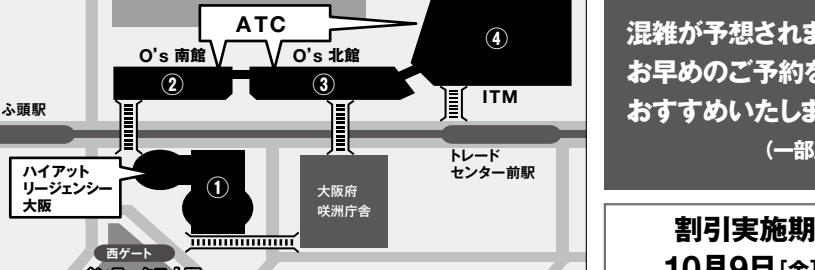 ATC
④
O's 南館
O's 北館
②
③
ITM
ふ頭駅
トレード
センター前駅
ハイアット
リージェンシー
大阪
①
大阪府
咲洲庁舎
西ゲート
混雑が予想されま
お早めのご予約を
おすすめいたしま
(一部
割引実施期
10月9日[金]